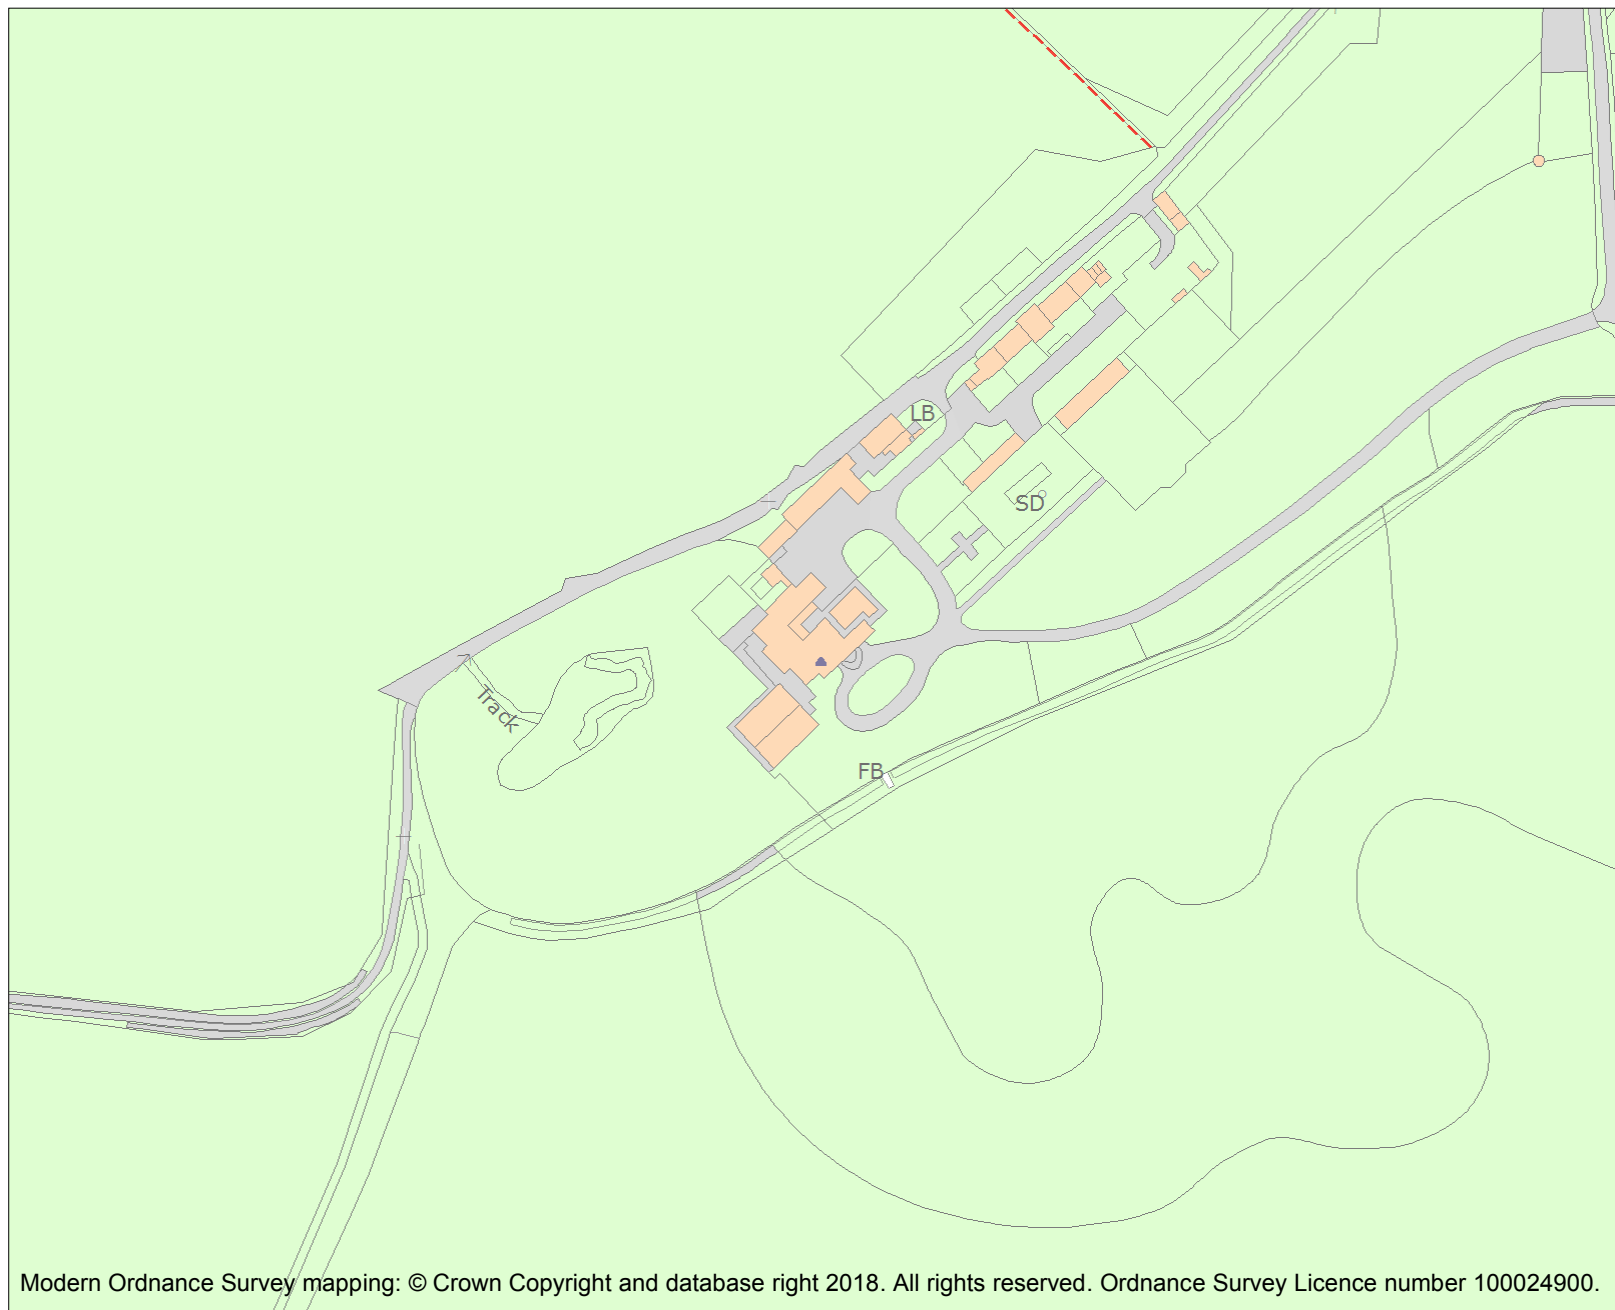 LB
SD
Track
FB
Modern Ordnance Survey mapping: © Crown Copyright and database right 2018. All rights reserved. Ordnance Survey Licence number 100024900.